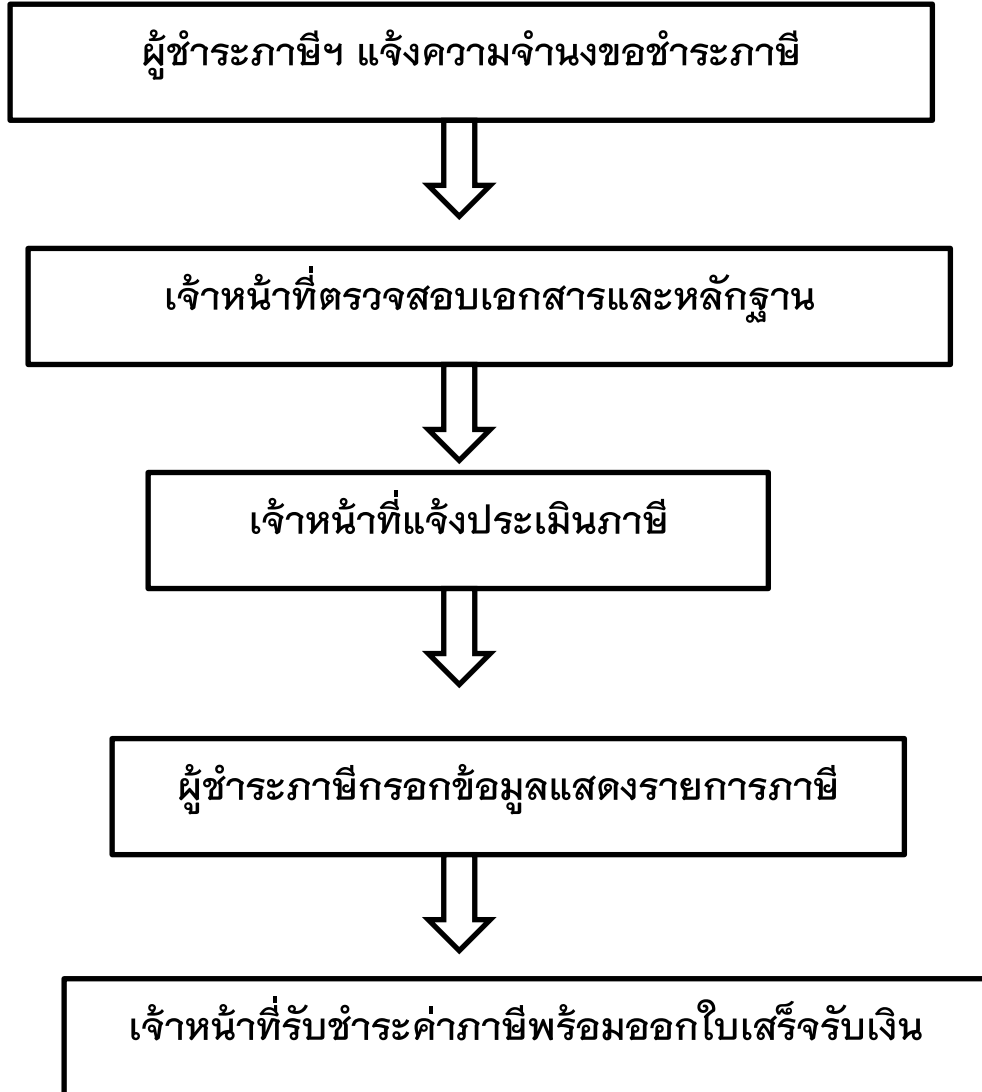 ผู้ชำระภาษีฯ แจ้งความจำนงขอชำระภาษี
เจ้าหน้าที่ตรวจสอบเอกสารและหลักฐาน
เจ้าหน้าที่แจ้งประเมินภาษี
ผู้ชำระภาษีกรอกข้อมูลแสดงรายการภาษี
เจ้าหน้าที่รับชำระค่าภาษีพร้อมออกใบเสร็จรับเงิน